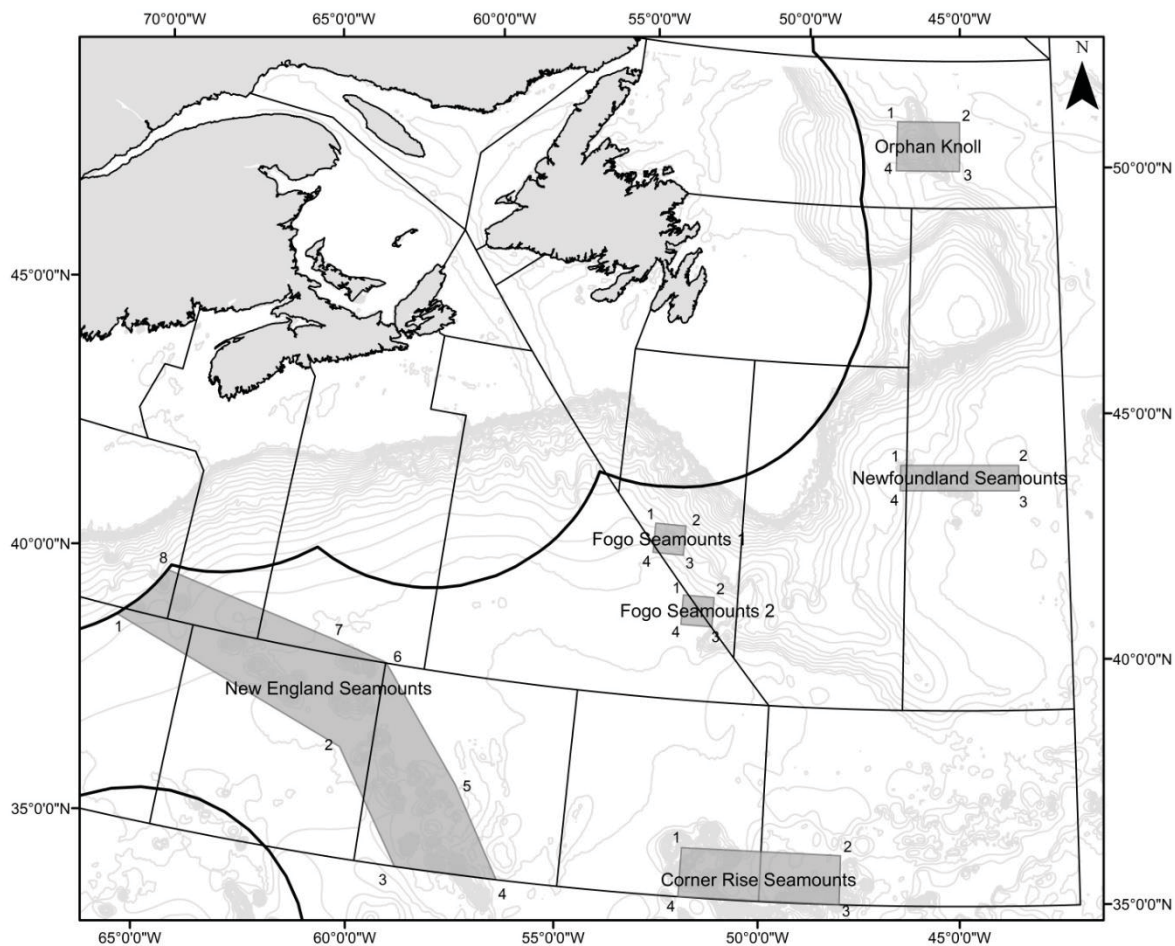 70°0'0"W 65°0'0"W 60°0'0"W 55°0'0"W 50°0'0"W 45°0'0"W
N
1 2
Orphan Knoll
4 3
50°0'0"N
45°0'0"N
45°0'0"N
1 2
Newfoundland Seamounts
4 3
1 2
Fogo Seamounts 1
4 3
40°0'0"N
8
1 2
Fogo Seamounts 2
4 3
1
7
6
40°0'0"N
New England Seamounts
2
5
35°0'0"N
1 2
Corner Rise Seamounts
3 4
4 3
35°0'0"N
65°0'0"W 60°0'0"W 55°0'0"W 50°0'0"W 45°0'0"W